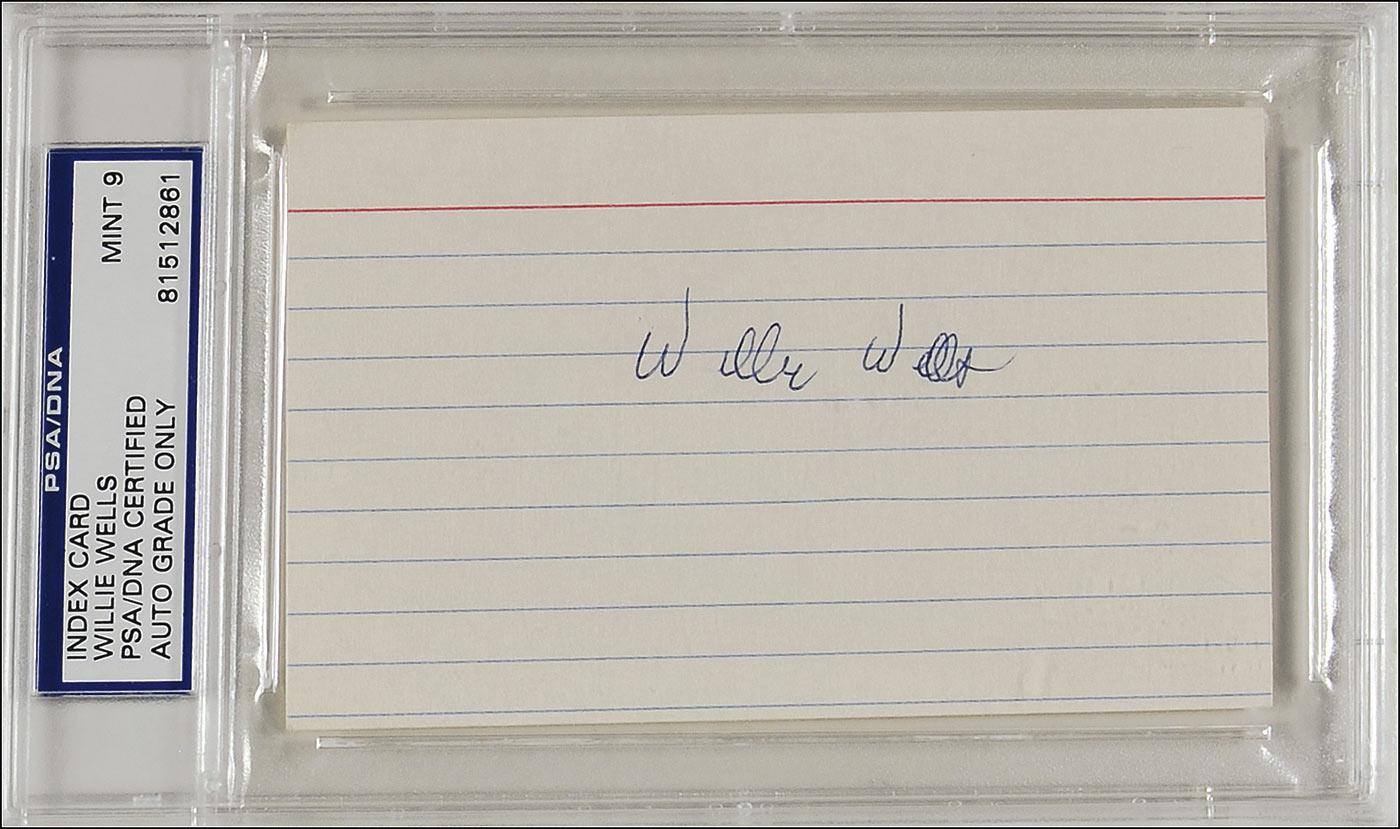 PSA/DNA
INDEX CARD MINT 9
WILLIE WELLS
PSA/DNA CERTIFIED 81512861
AUTO GRADE ONLY
Willie Wells